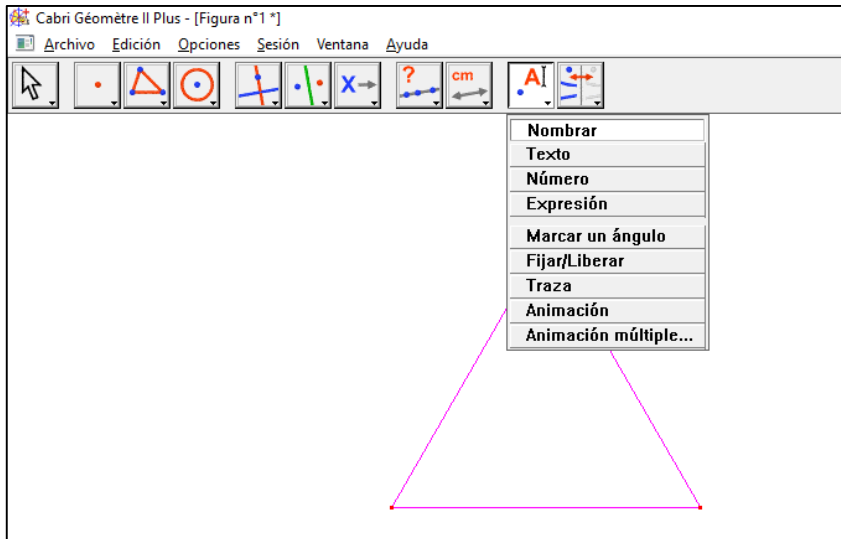 Cabri Géomètre II Plus - [Figura n°1 *]
Archivo Edición Opciones Sesión Ventana Ayuda
X ? cm A
Nombrar
Texto
Número
Expresión
Marcar un ángulo
Fijar/Liberar
Traza
Animación
Animación múltiple...